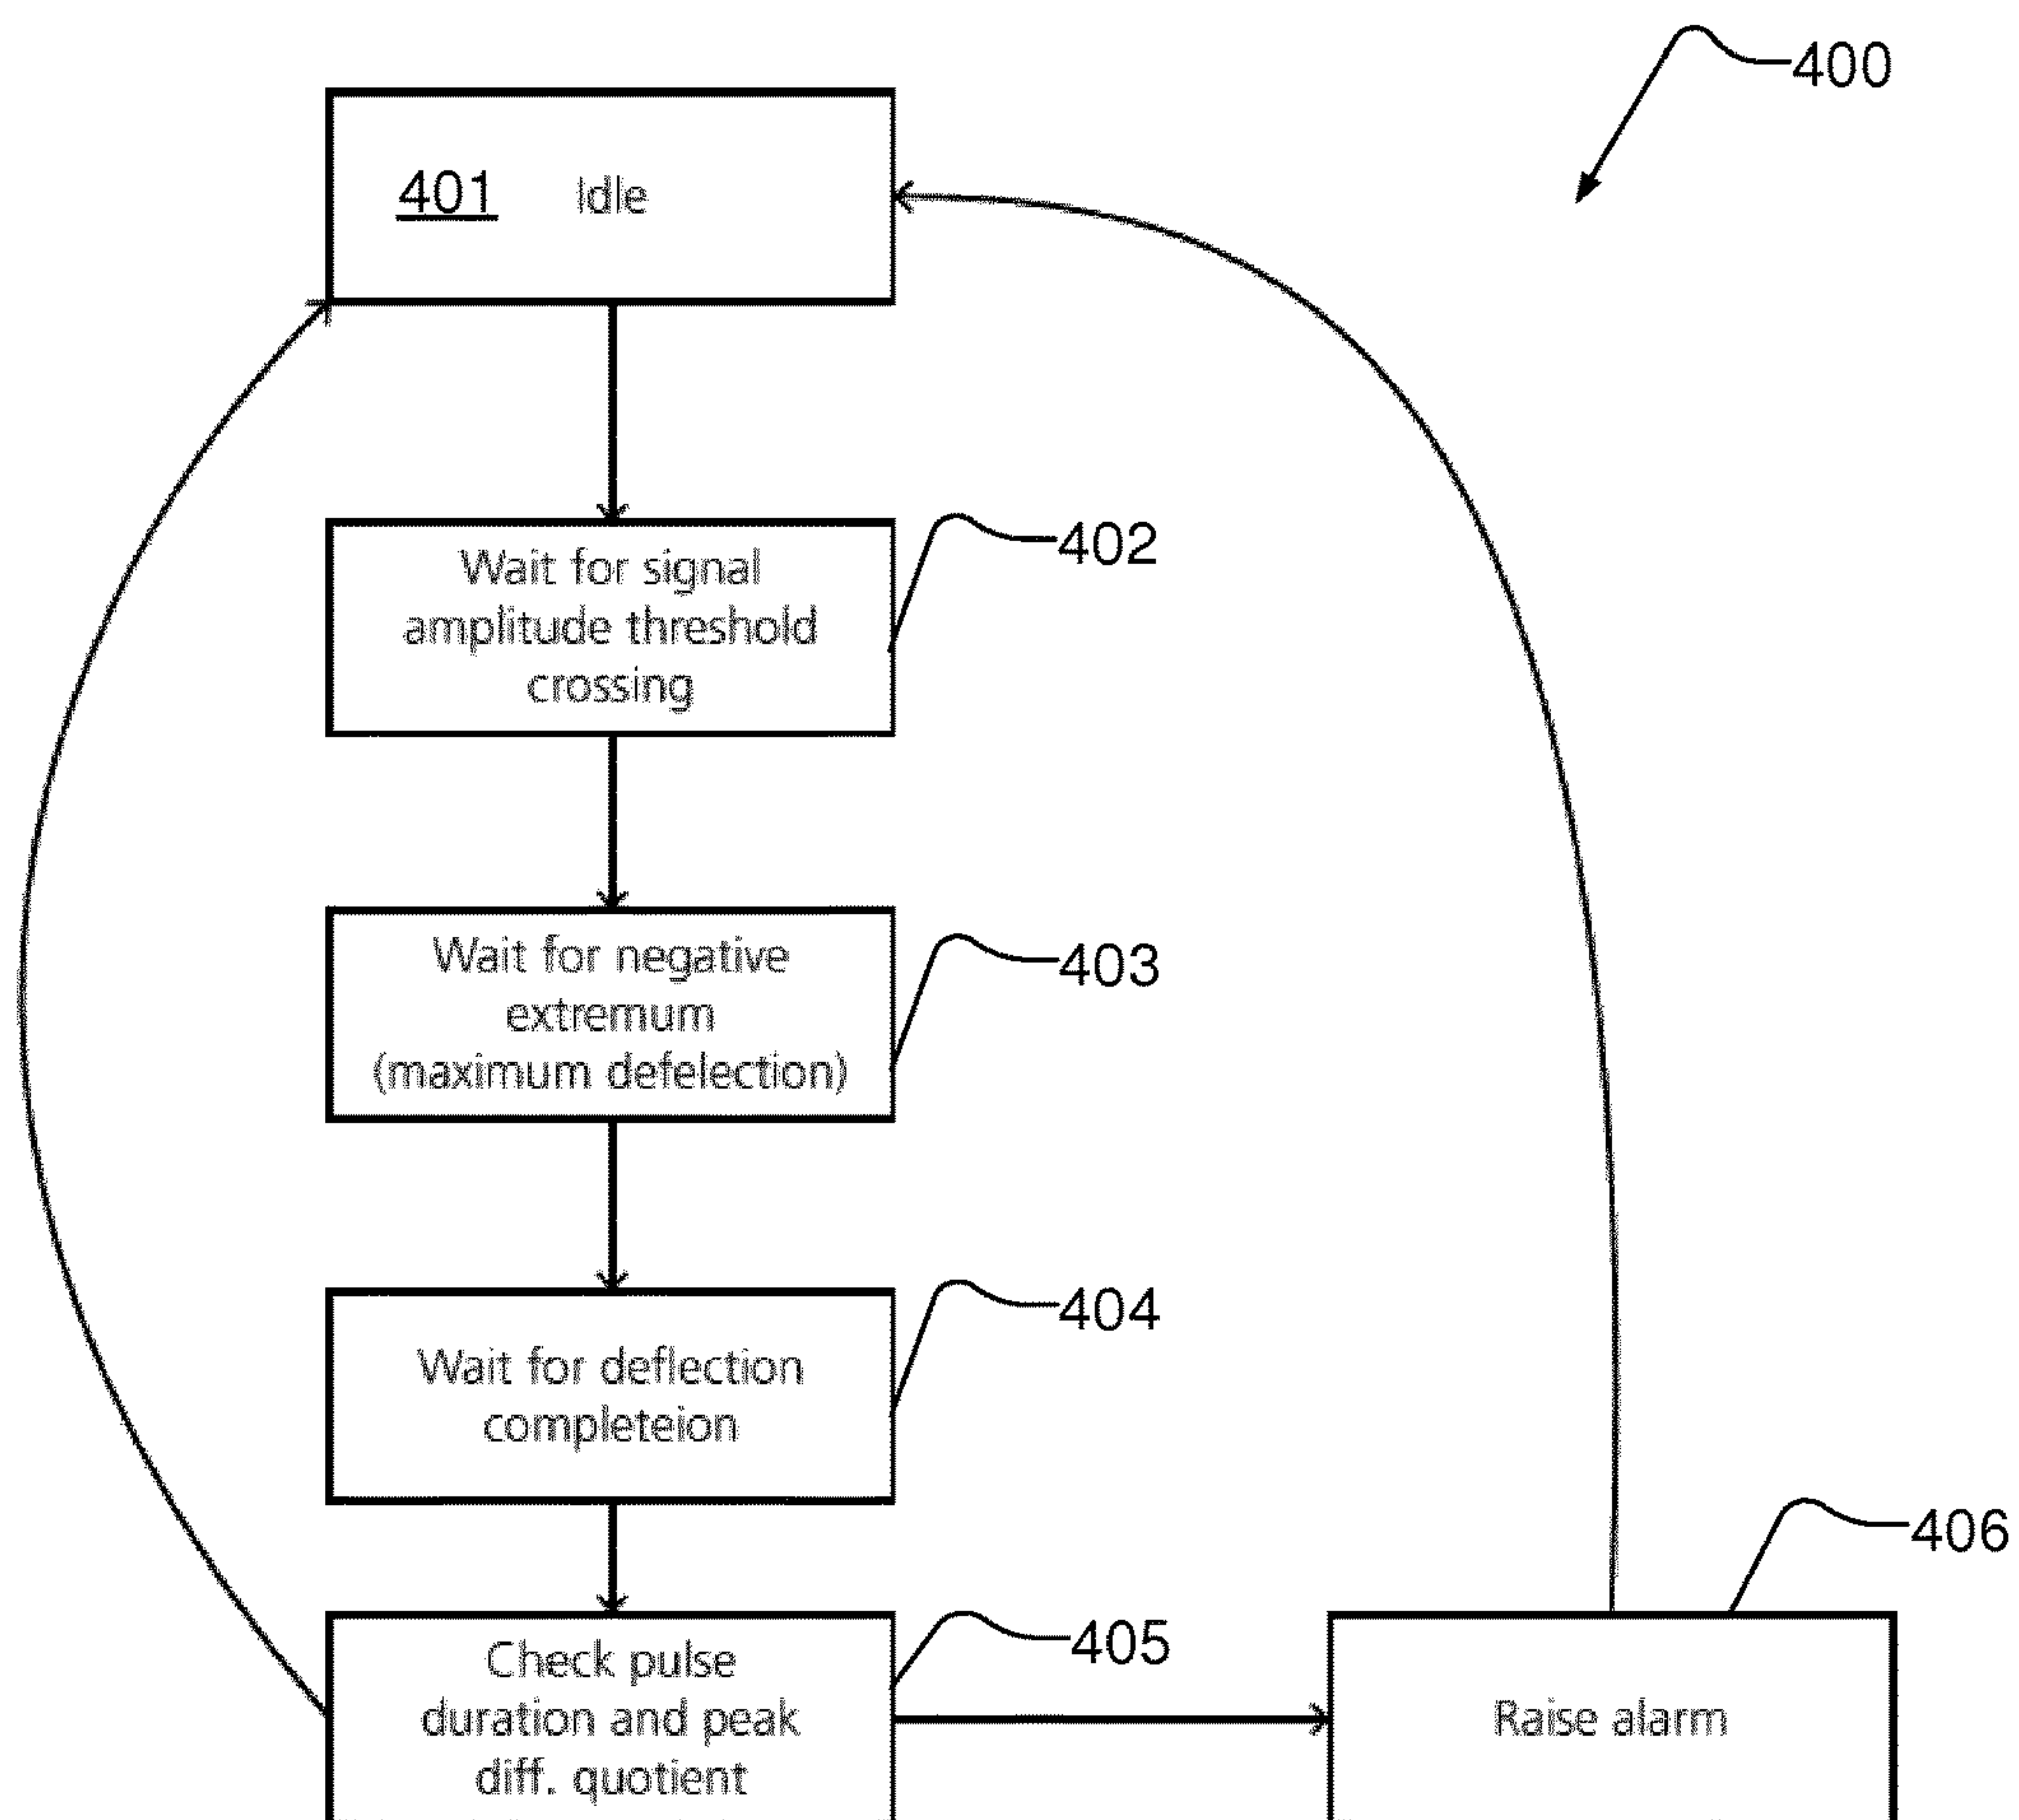 400
401 Idle
Wait for signal
amplitude threshold
crossing
402
Wait for negative
extremum
(maximum defelection)
403
Wait for deflection
completeion
404
Check pulse
duration and peak
diff. quotient
405
Raise alarm
406